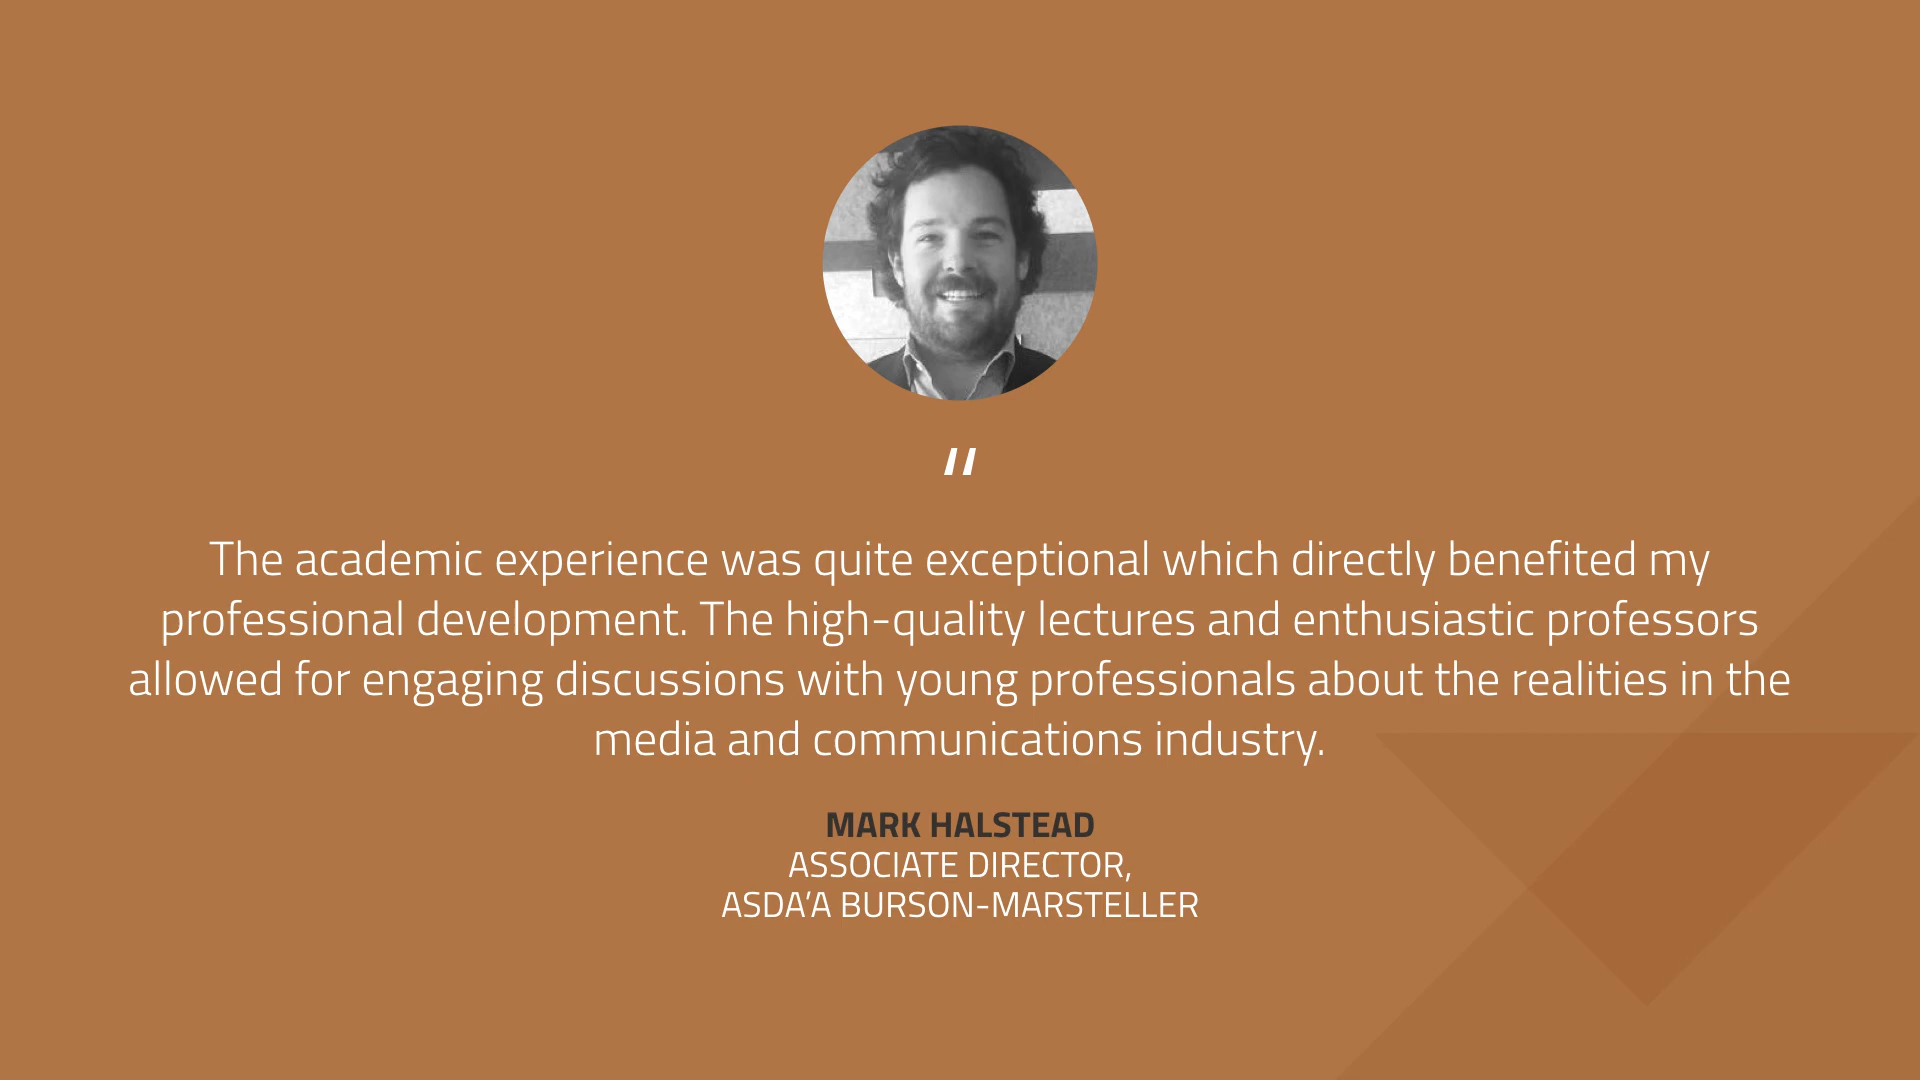 "
The academic experience was quite exceptional which directly benefited my
professional development. The high-quality lectures and enthusiastic professors
allowed for engaging discussions with young professionals about the realities in the
media and communications industry.
MARK HALSTEAD
ASSOCIATE DIRECTOR,
ASDA’A BURSON-MARSTELLER